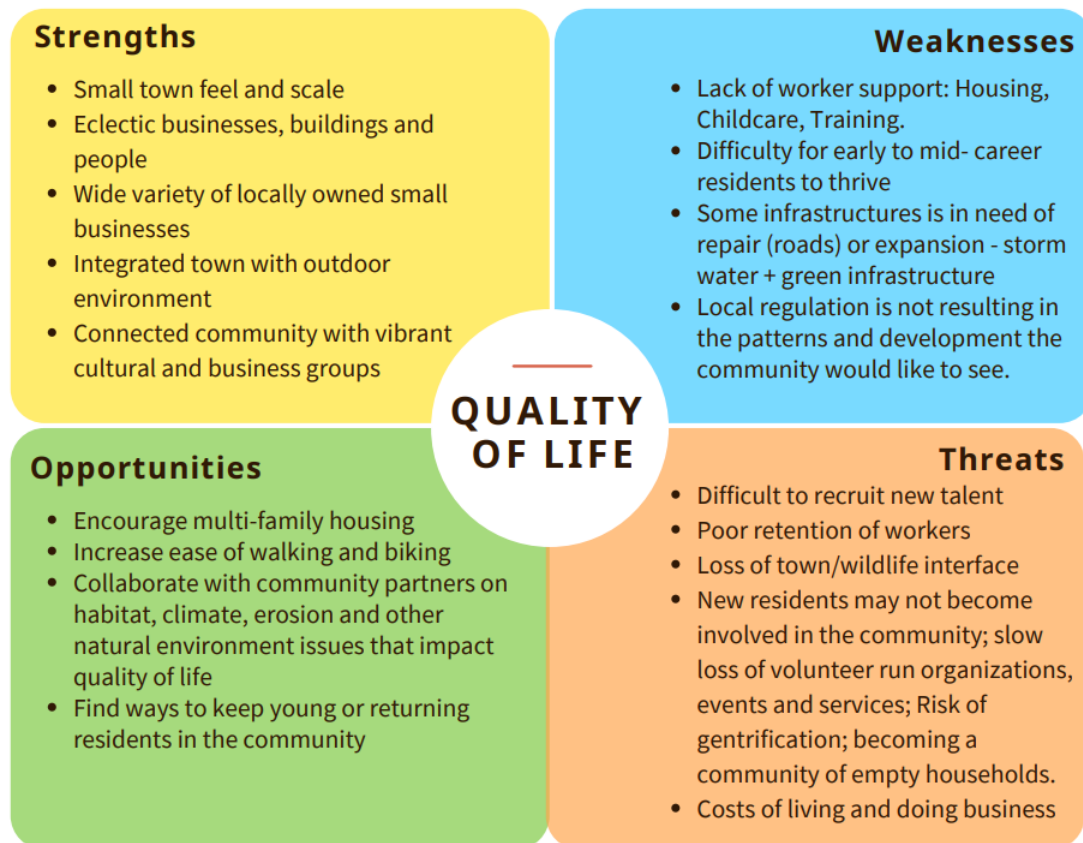 Strengths
• Small town feel and scale
• Eclectic businesses, buildings and
people
• Wide variety of locally owned small
businesses
• Integrated town with outdoor
environment
• Connected community with vibrant
cultural and business groups
Weaknesses
• Lack of worker support: Housing,
Childcare, Training.
• Difficulty for early to mid- career
residents to thrive
• Some infrastructures is in need of
repair (roads) or expansion - storm
water + green infrastructure
• Local regulation is not resulting in
the patterns and development the
community would like to see.
QUALITY
OF LIFE
Opportunities
• Encourage multi-family housing
• Increase ease of walking and biking
• Collaborate with community partners on
habitat, climate, erosion and other
natural environment issues that impact
quality of life
• Find ways to keep young or returning
residents in the community
Threats
• Difficult to recruit new talent
• Poor retention of workers
• Loss of town/wildlife interface
• New residents may not become
involved in the community; slow
loss of volunteer run organizations,
events and services; Risk of
gentrification; becoming a
community of empty households.
• Costs of living and doing business